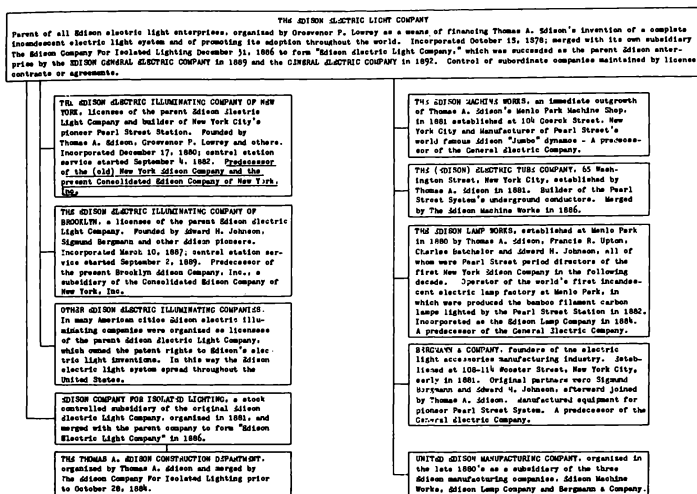 THE EDISON ELECTRIC LIGHT COMPANY
Parent of all Edison electric light enterprises, organized by Grosvenor P. Lowrey as a means of financing Thomas A. Edison's invention of a complete
incandescent electric light system and of promoting its adoption throughout the world. Incorporated October 15, 1878; merged with its own subsidiary
The Edison Company For Isolated Lighting December 31, 1886 to form "Edison Electric Light Company," which was succeeded as the parent Edison enter-
prise by the EDISON GENERAL ELECTRIC COMPANY in 1889 and the GENERAL ELECTRIC COMPANY in 1892. Control of subordinate companies maintained by license
contracts or agreements.
THE EDISON ELECTRIC ILLUMINATING COMPANY OF NEW
YORK, licensee of the parent Edison Electric
Light Company and builder of New York City's
pioneer Pearl Street Station. Founded by
Thomas A. Edison, Grosvenor P. Lowrey and others.
Incorporated December 17, 1880; central station
service started September 4, 1882. Predecessor
of the (old) New York Edison Company and the
present Consolidated Edison Company of New York,
Inc.
THE EDISON ELECTRIC ILLUMINATING COMPANY OF
BROOKLYN, a licensee of the parent Edison Electric
Light Company. Founded by Edward H. Johnson,
Sigmund Bergmann and other Edison pioneers.
Incorporated March 10, 1887; central station ser-
vice started September 2, 1889. Predecessor of
the present Brooklyn Edison Company, Inc., a
subsidiary of the Consolidated Edison Company of
New York, Inc.
OTHER EDISON ELECTRIC ILLUMINATING COMPANIES.
In many American cities Edison electric illu-
minating companies were organized as licensees
of the parent Edison Electric Light Company,
which owned the patent rights to Edison's elec-
tric light inventions. In this way the Edison
electric light system spread throughout the
United States.
EDISON COMPANY FOR ISOLATED LIGHTING, a stock
controlled subsidiary of the original Edison
Electric Light Company, organized in 1881, and
merged with the parent company to form "Edison
Electric Light Company" in 1886.
THE THOMAS A. EDISON CONSTRUCTION DEPARTMENT,
organized by Thomas A. Edison and merged by
The Edison Company For Isolated Lighting prior
to October 28, 1884.
THE EDISON MACHINE WORKS, an immediate outgrowth
of Thomas A. Edison's Menlo Park Machine Shop,
in 1881 established at 104 Goerck Street, New
York City and Manufacturer of Pearl Street's
world famous Edison "Jumbo" dynamos - A predeces-
sor of the General Electric Company.
THE (EDISON) ELECTRIC TUBE COMPANY, 65 Wash-
ington Street, New York City, established by
Thomas A. Edison in 1881. Builder of the Pearl
Street System's underground conductors. Merged
by The Edison Machine Works in 1886.
THE EDISON LAMP WORKS, established at Menlo Park
in 1880 by Thomas A. Edison, Francis R. Upton,
Charles Batchelor and Edward H. Johnson, all of
whom were Pearl Street period directors of the
first New York Edison Company in the following
decade. Operator of the world's first incandes-
cent electric lamp factory at Menlo Park, in
which were produced the bamboo filament carbon
lamps lighted by the Pearl Street Station in 1882.
Incorporated as the Edison Lamp Company in 1884.
A predecessor of the General Electric Company.
BERGMANN & COMPANY, founders of the electric
light accessories manufacturing industry. Estab-
lished at 108-114 Wooster Street, New York City,
early in 1881. Original partners were Sigmund
Bergmann and Edward H. Johnson; afterward joined
by Thomas A. Edison. Manufactured equipment for
pioneer Pearl Street System. A predecessor of the
General Electric Company.
UNITED EDISON MANUFACTURING COMPANY, organized in
the late 1880's as a subsidiary of the three
Edison manufacturing companies, Edison Machine
Works, Edison Lamp Company and Bergmann & Company.